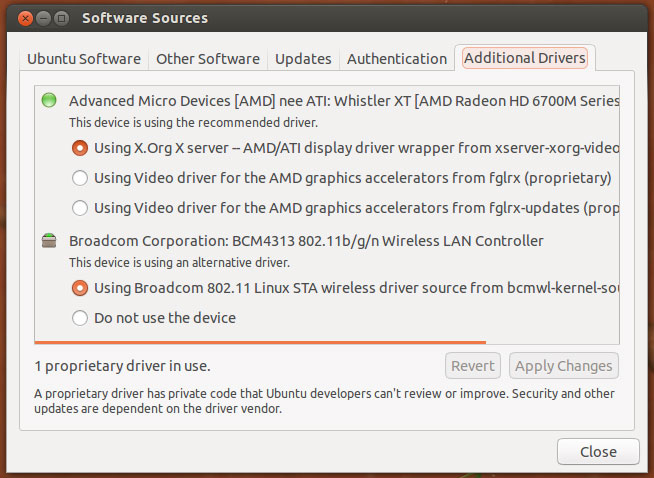 Software Sources
Ubuntu Software Other Software Updates Authentication Additional Drivers
Advanced Micro Devices [AMD] nee ATI: Whistler XT [AMD Radeon HD 6700M Series
This device is using the recommended driver.
Using X.Org X server -- AMD/ATI display driver wrapper from xserver-xorg-video
Using Video driver for the AMD graphics accelerators from fglrx (proprietary)
Using Video driver for the AMD graphics accelerators from fglrx-updates (prop
Broadcom Corporation: BCM4313 802.11b/g/n Wireless LAN Controller
This device is using an alternative driver.
Using Broadcom 802.11 Linux STA wireless driver source from bcmwl-kernel-sou
Do not use the device
1 proprietary driver in use.
Revert Apply Changes
A proprietary driver has private code that Ubuntu developers can't review or improve. Security and other
updates are dependent on the driver vendor.
Close